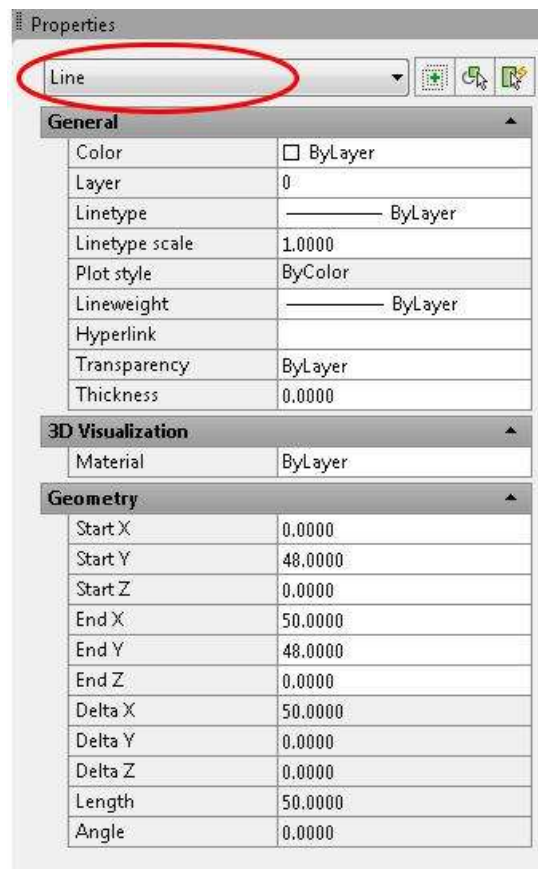 Properties
Line
General
Color ByLayer
Layer 0
Linetype ByLayer
Linetype scale 1.0000
Plot style ByColor
Lineweight ByLayer
Hyperlink
Transparency ByLayer
Thickness 0.0000
3D Visualization
Material ByLayer
Geometry
Start X 0.0000
Start Y 48.0000
Start Z 0.0000
End X 50.0000
End Y 48.0000
End Z 0.0000
Delta X 50.0000
Delta Y 0.0000
Delta Z 0.0000
Length 50.0000
Angle 0.0000